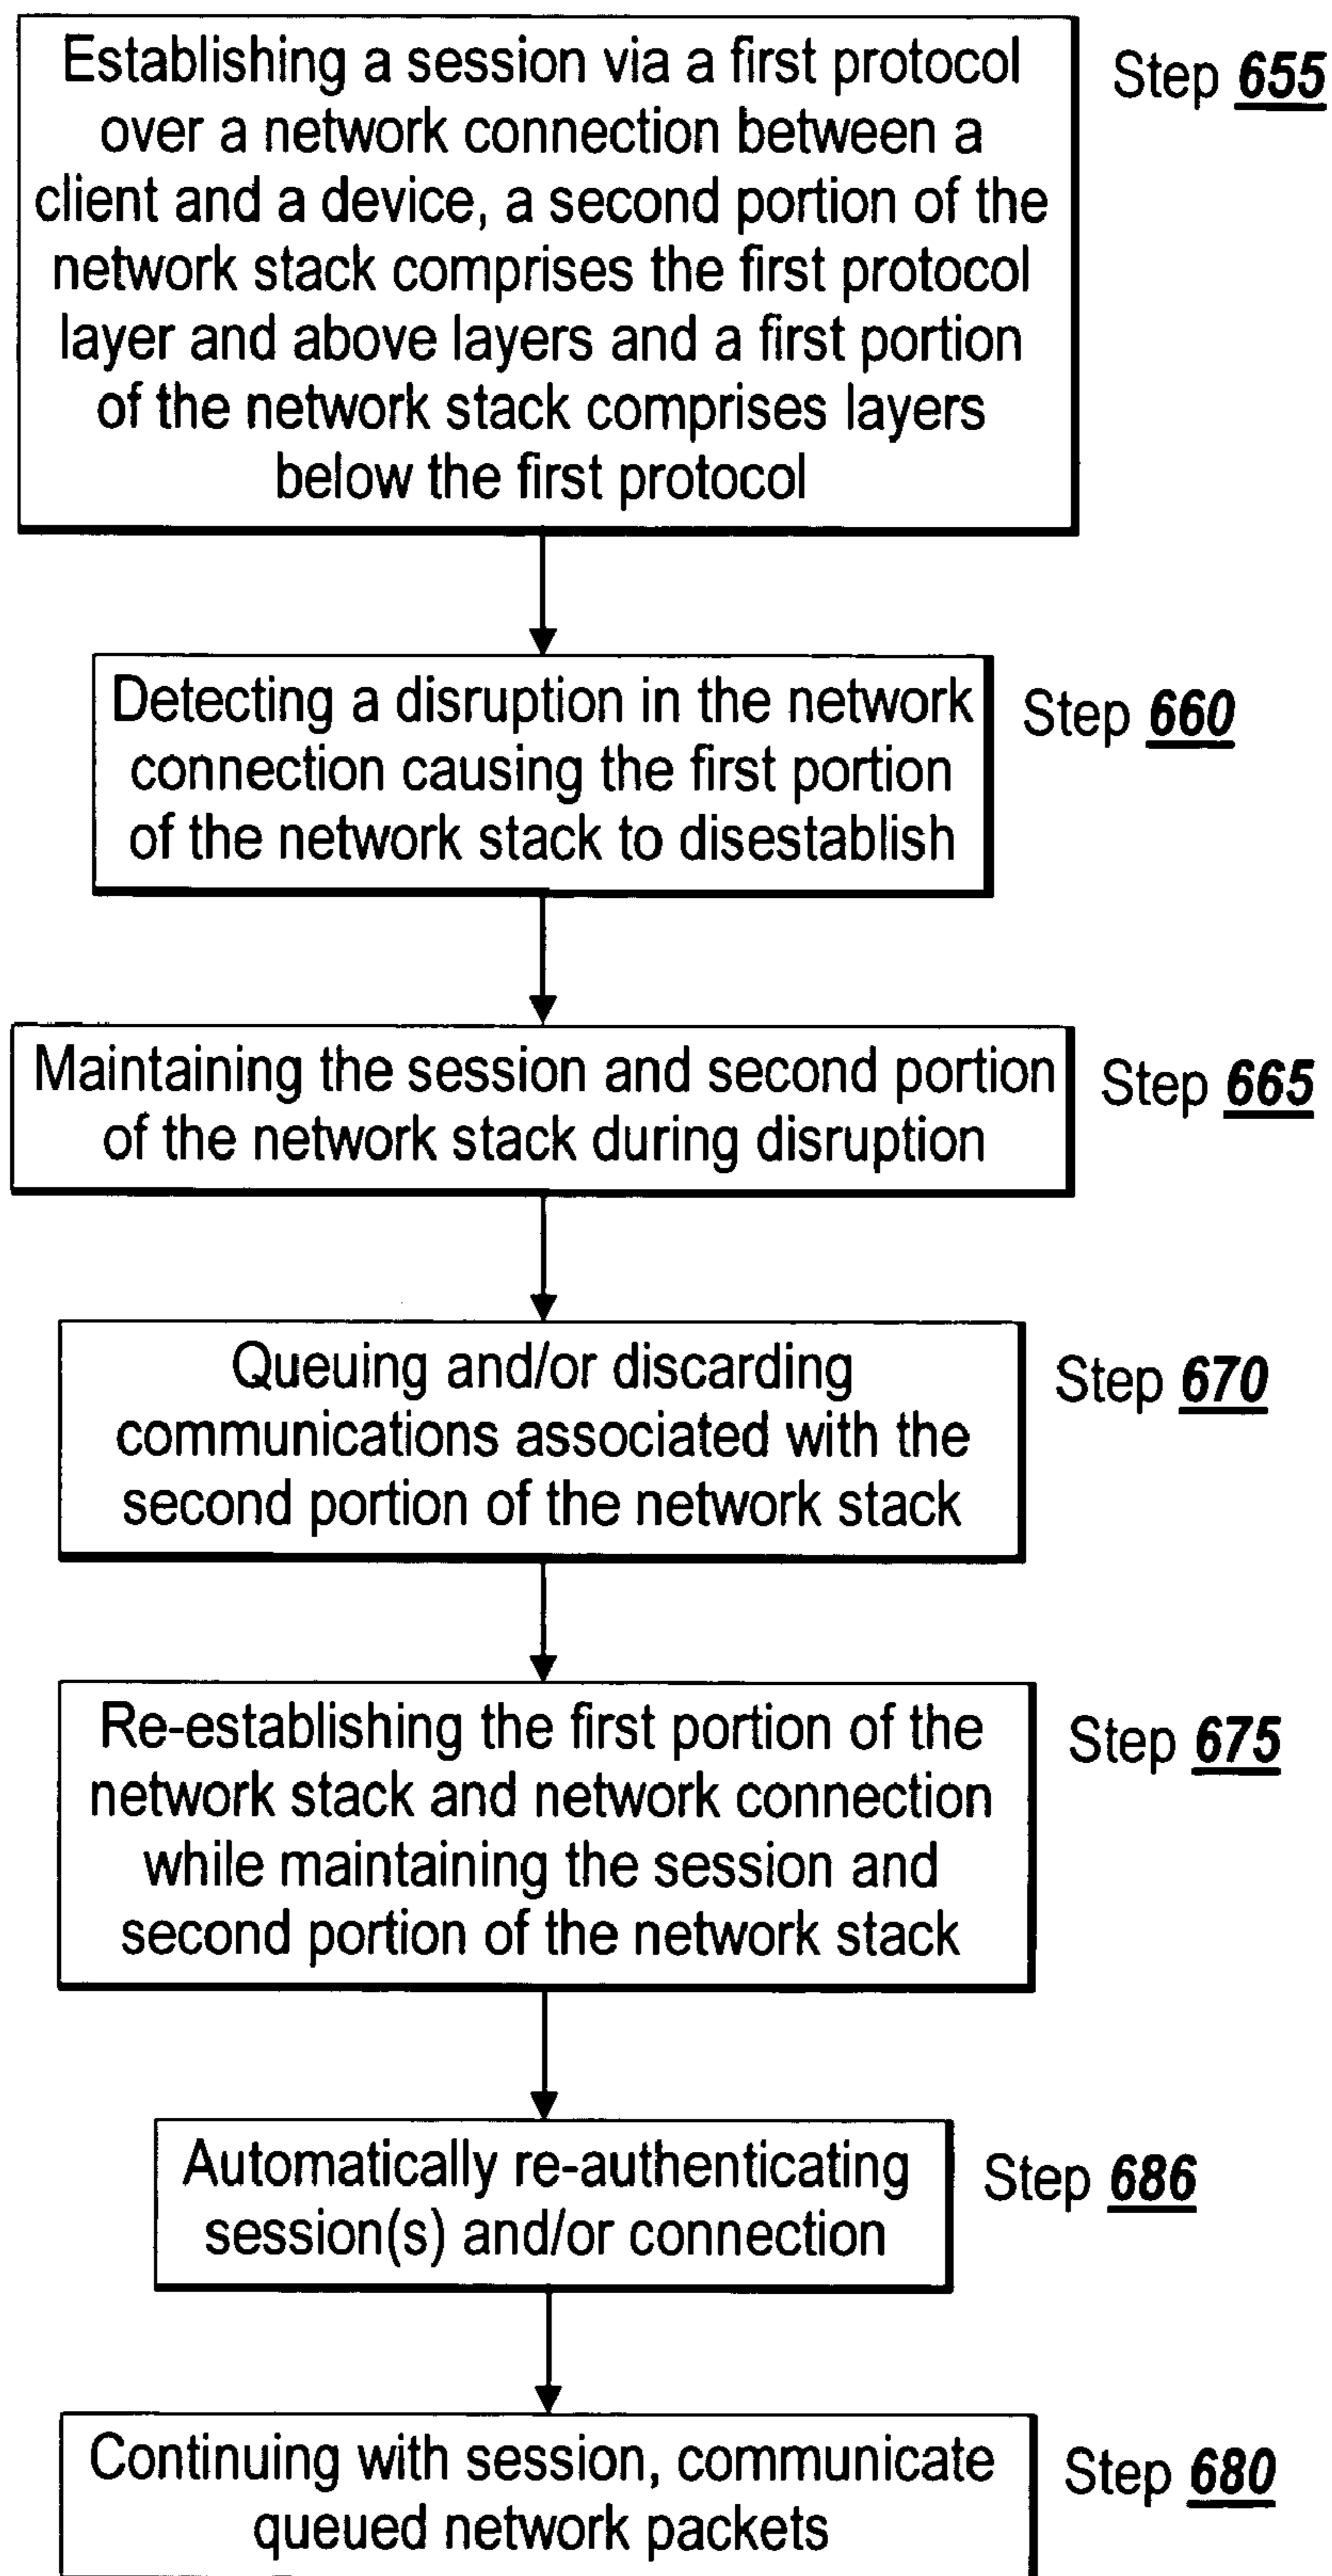 Establishing a session via a first protocol
over a network connection between a
client and a device, a second portion of the
network stack comprises the first protocol
layer and above layers and a first portion
of the network stack comprises layers
below the first protocol
Step 655
Detecting a disruption in the network
connection causing the first portion
of the network stack to disestablish
Step 660
Maintaining the session and second portion
of the network stack during disruption
Step 665
Queuing and/or discarding
communications associated with the
second portion of the network stack
Step 670
Re-establishing the first portion of the
network stack and network connection
while maintaining the session and
second portion of the network stack
Step 675
Automatically re-authenticating
session(s) and/or connection
Step 686
Continuing with session, communicate
queued network packets
Step 680